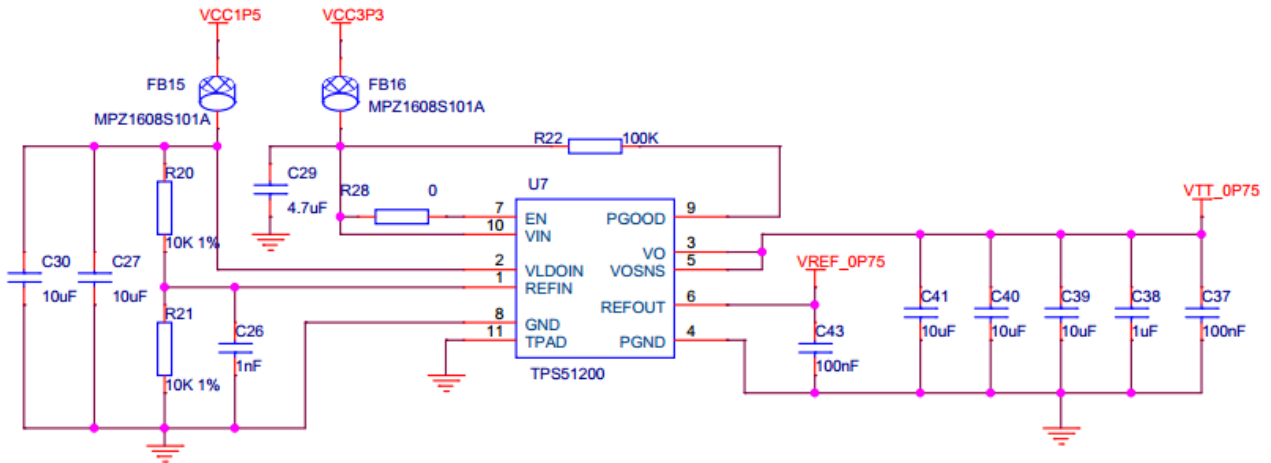 VCC1P5
VCC3P3
FB15
MPZ1608S101A
FB16
MPZ1608S101A
R22
100K
R20
10K 1%
C29
4.7uF
R28
0
U7
VTT_0P75
7
EN
PGOOD
9
10
VIN
VO
3
2
VLDOIN
VOSNS
5
1
REFIN
REFOUT
6
VREF_0P75
8
GND
PGND
4
11
TPAD
TPS51200
C30
10uF
C27
10uF
R21
10K 1%
C26
1nF
C43
100nF
C41
10uF
C40
10uF
C39
10uF
C38
1uF
C37
100nF